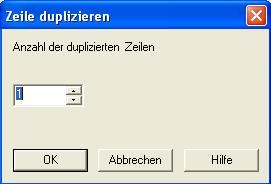 Zeile duplizieren
Anzahl der duplizierten Zeilen
1
OK
Abbrechen
Hilfe